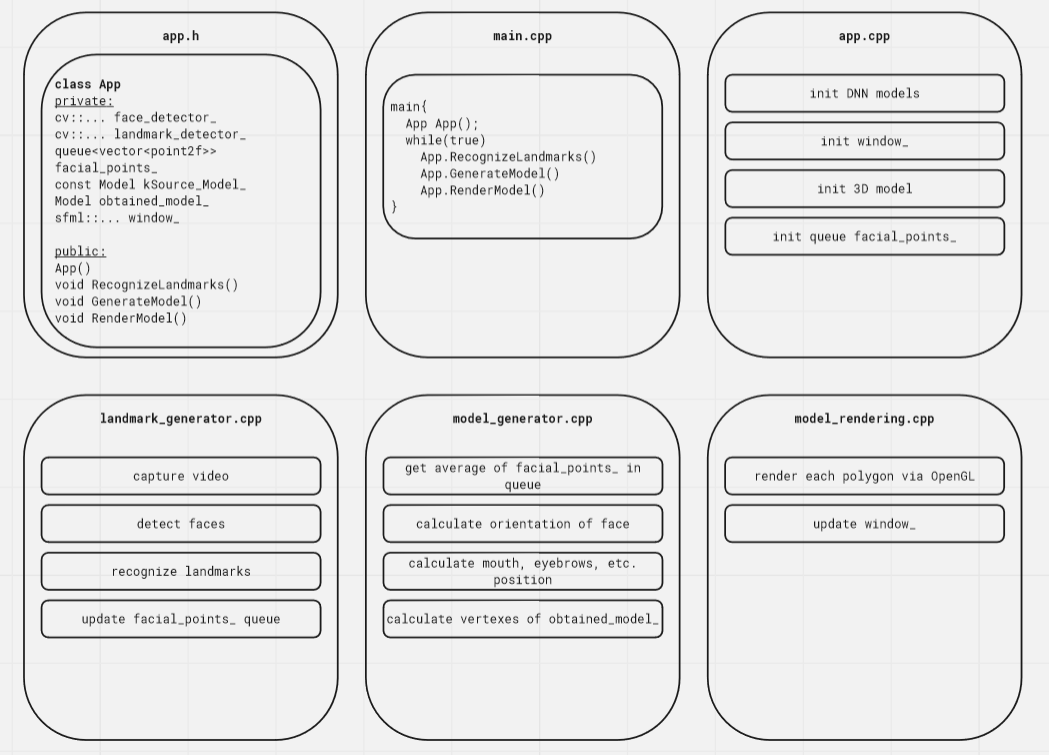 app.h
class App
private:
cv::... face_detector_
cv::... landmark_detector_
queue<vector<point2f>>
facial_points_
const Model kSource_Model_
Model obtained_model_
sfml::... window_
public:
App()
void RecognizeLandmarks()
void GenerateModel()
void RenderModel()
main.cpp
main{
App App();
while(true)
App.RecognizeLandmarks()
App.GenerateModel()
App.RenderModel()
}
app.cpp
init DNN models
init window_
init 3D model
init queue facial_points_
landmark_generator.cpp
capture video
detect faces
recognize landmarks
update facial_points_ queue
model_generator.cpp
get average of facial_points_ in
queue
calculate orientation of face
calculate mouth, eyebrows, etc.
position
calculate vertexes of obtained_model_
model_rendering.cpp
render each polygon via OpenGL
update window_